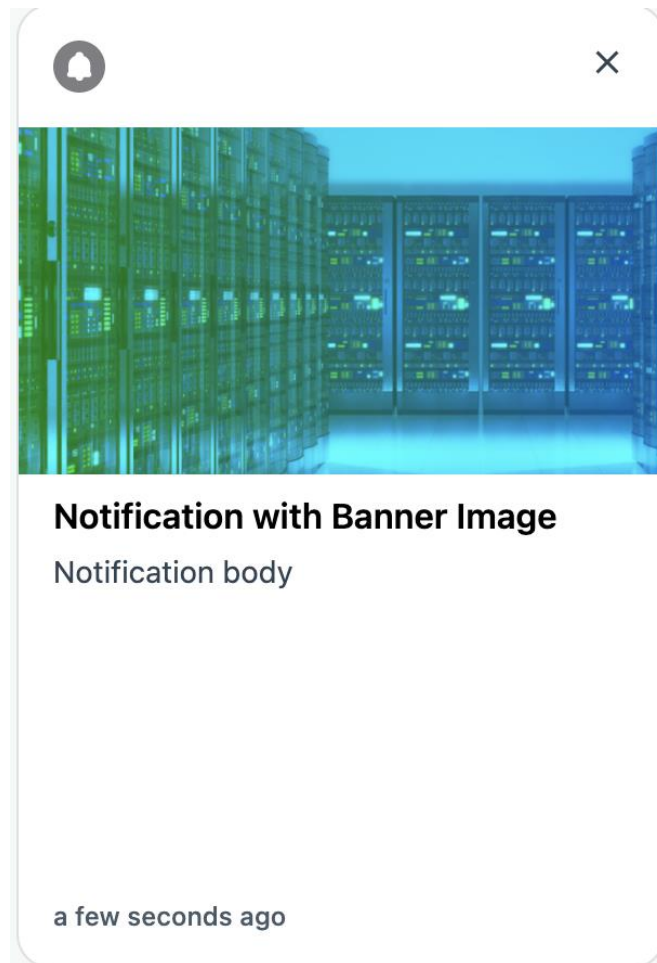 Notification with Banner Image
Notification body
a few seconds ago